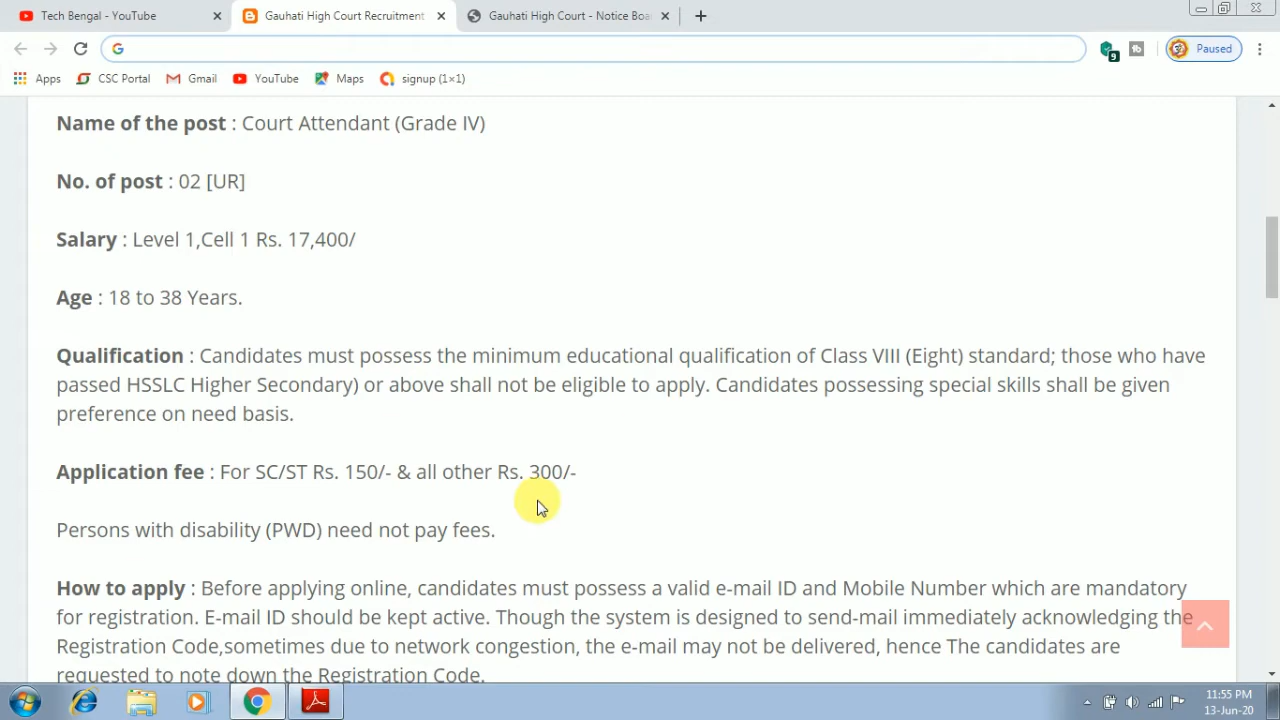 Tech Bengal - YouTube
Gauhati High Court Recruitment
Gauhati High Court - Notice Boa
Paused
9
Apps
CSC Portal
Gmail
YouTube
Maps
signup (1×1)
Name of the post : Court Attendant (Grade IV)
No. of post : 02 [UR]
Salary : Level 1,Cell 1 Rs. 17,400/
Age : 18 to 38 Years.
Qualification : Candidates must possess the minimum educational qualification of Class VIII (Eight) standard; those who have
passed HSSLC Higher Secondary) or above shall not be eligible to apply. Candidates possessing special skills shall be given
preference on need basis.
Application fee : For SC/ST Rs. 150/- & all other Rs. 300/-
Persons with disability (PWD) need not pay fees.
How to apply : Before applying online, candidates must possess a valid e-mail ID and Mobile Number which are mandatory
for registration. E-mail ID should be kept active. Though the system is designed to send-mail immediately acknowledging the
Registration Code,sometimes due to network congestion, the e-mail may not be delivered, hence The candidates are
requested to note down the Registration Code.
11:55 PM
13-Jun-20